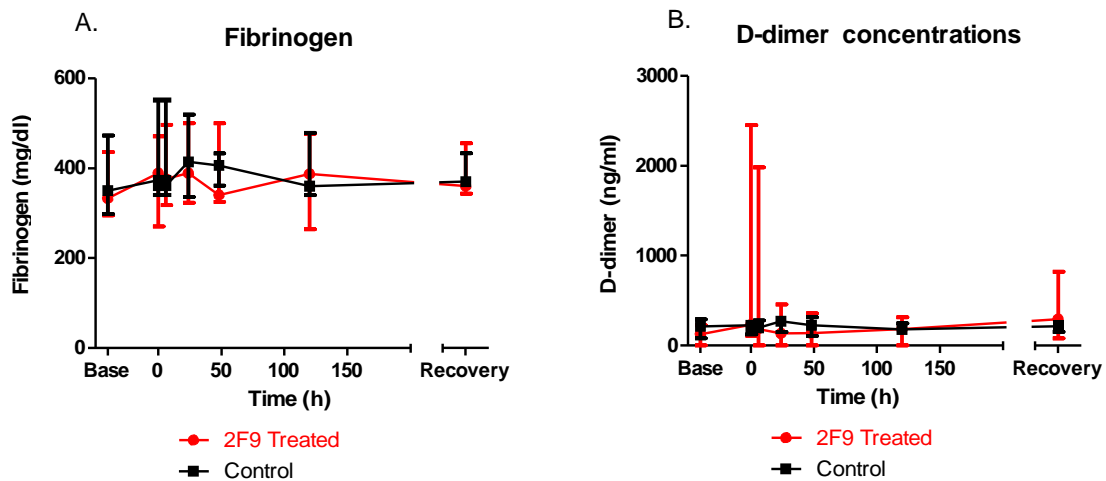 A.
Fibrinogen
Fibrinogen (mg/dl)
600
400
200
0
Base 0 50 100 150 Recovery
Time (h)
2F9 Treated
Control
B.
D-dimer concentrations
D-dimer (ng/ml)
3000
2000
1000
0
Base 0 50 100 150 Recovery
Time (h)
2F9 Treated
Control